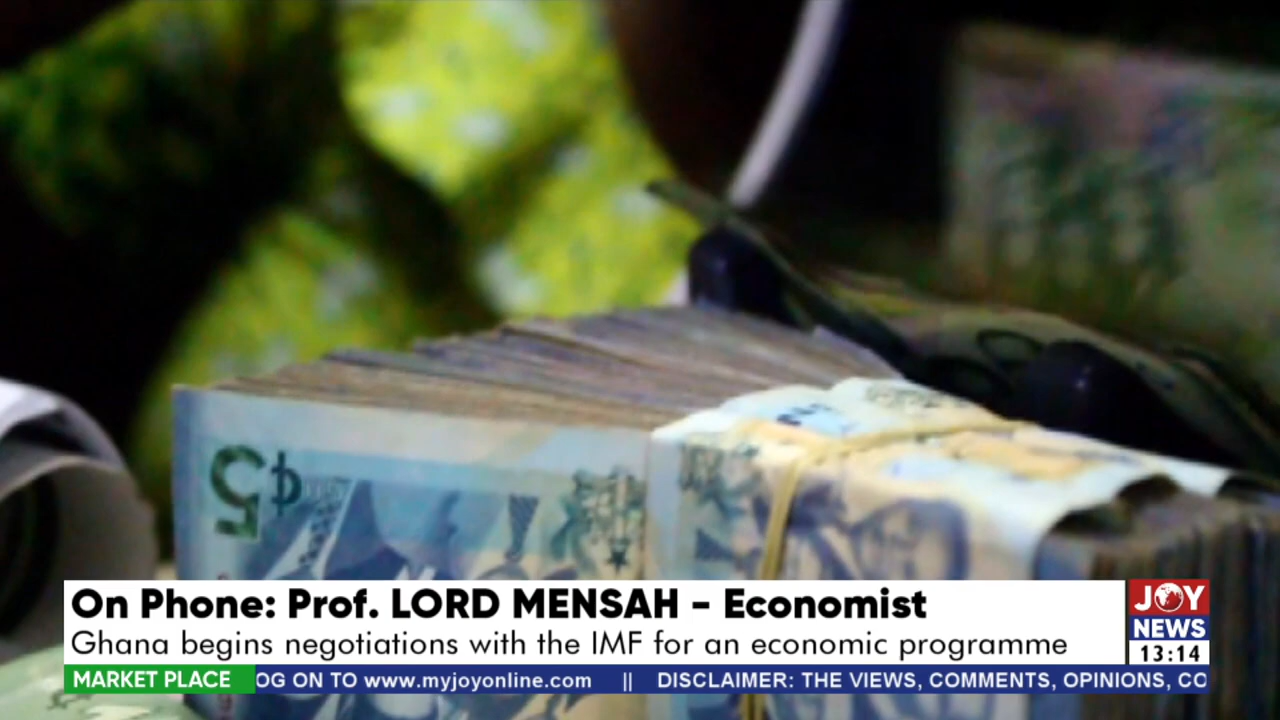 5₵
On Phone: Prof. LORD MENSAH - Economist
Ghana begins negotiations with the IMF for an economic programme
JOY
NEWS
13:14
MARKET PLACE
OG ON TO www.myjoyonline.com || DISCLAIMER: THE VIEWS, COMMENTS, OPINIONS, CO